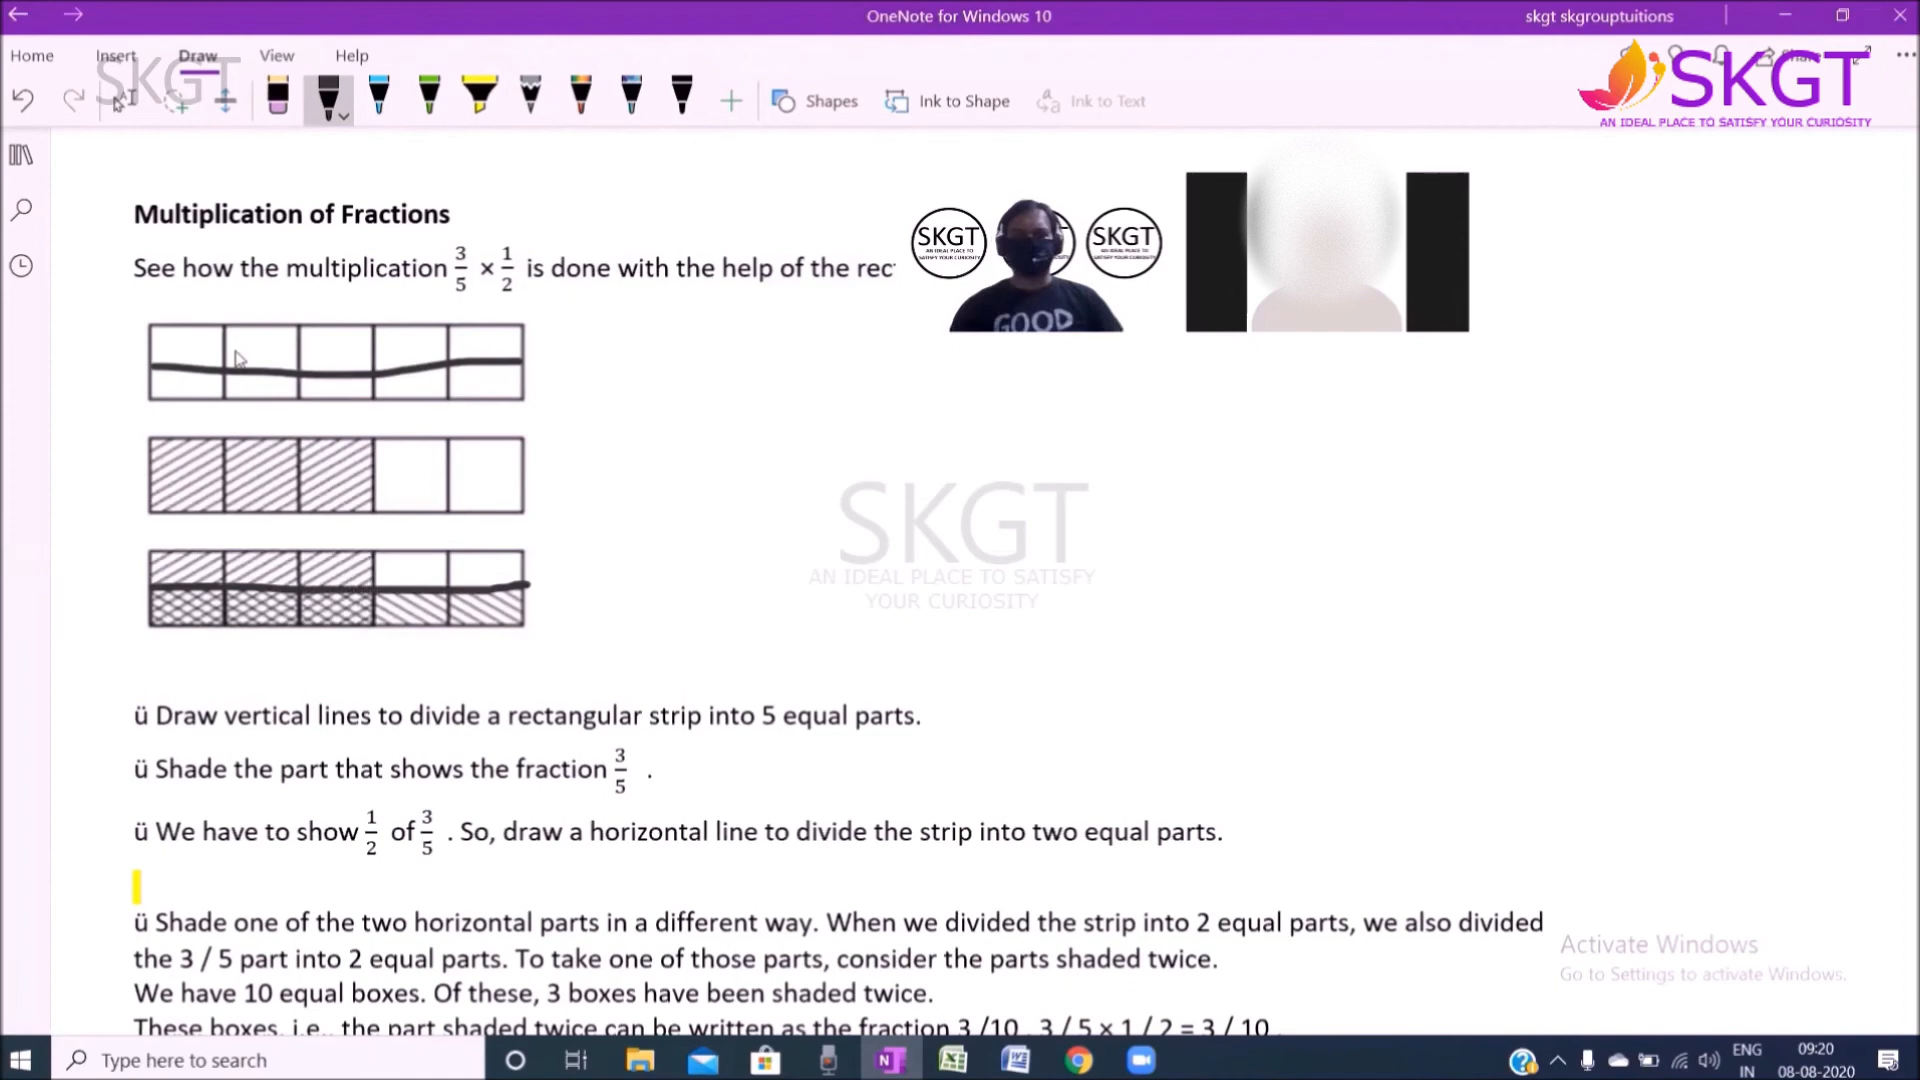 OneNote for Windows 10
skgt skgrouptuitions
Home Insert Draw View Help
SKGT
Shapes Ink to Shape Ink to Text
SKGT
AN IDEAL PLACE TO SATISFY YOUR CURIOSITY
Multiplication of Fractions
See how the multiplication 3/5 × 1/2 is done with the help of the rec
SKGT
SKGT
GOOD
SKGT
AN IDEAL PLACE TO SATISFY
YOUR CURIOSITY
ü Draw vertical lines to divide a rectangular strip into 5 equal parts.
ü Shade the part that shows the fraction 3/5 .
ü We have to show 1/2 of 3/5 . So, draw a horizontal line to divide the strip into two equal parts.
ü Shade one of the two horizontal parts in a different way. When we divided the strip into 2 equal parts, we also divided
the 3 / 5 part into 2 equal parts. To take one of those parts, consider the parts shaded twice.
We have 10 equal boxes. Of these, 3 boxes have been shaded twice.
These boxes, i.e., the part shaded twice can be written as the fraction 3 /10 . 3 / 5 × 1 / 2 = 3 / 10 .
Activate Windows
Go to Settings to activate Windows.
Type here to search
ENG
IN
09:20
08-08-2020